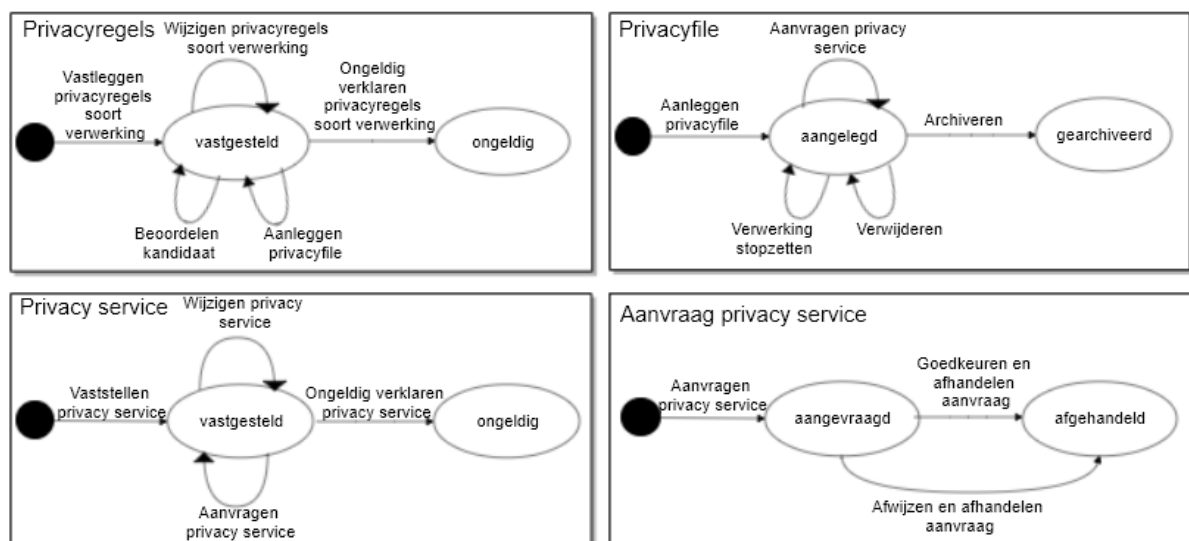 Privacyregels
Wijzigen privacyregels
soort verwerking
Vastleggen
privacyregels
soort
verwerking
Ongeldig
verklaren
privacyregels
soort verwerking
vastgesteld
ongeldig
Beoordelen
kandidaat
Aanleggen
privacyfile
Privacyfile
Aanvragen privacy
service
Aanleggen
privacyfile
Archiveren
aangelegd
gearchiveerd
Verwerking
stopzetten
Verwijderen
Privacy service
Wijzigen privacy
service
Vaststellen
privacy service
Ongeldig verklaren
privacy service
vastgesteld
ongeldig
Aanvragen
privacy service
Aanvraag privacy service
Aanvragen
privacy service
Goedkeuren en
afhandelen
aanvraag
aangevraagd
afgehandeld
Afwijzen en afhandelen
aanvraag